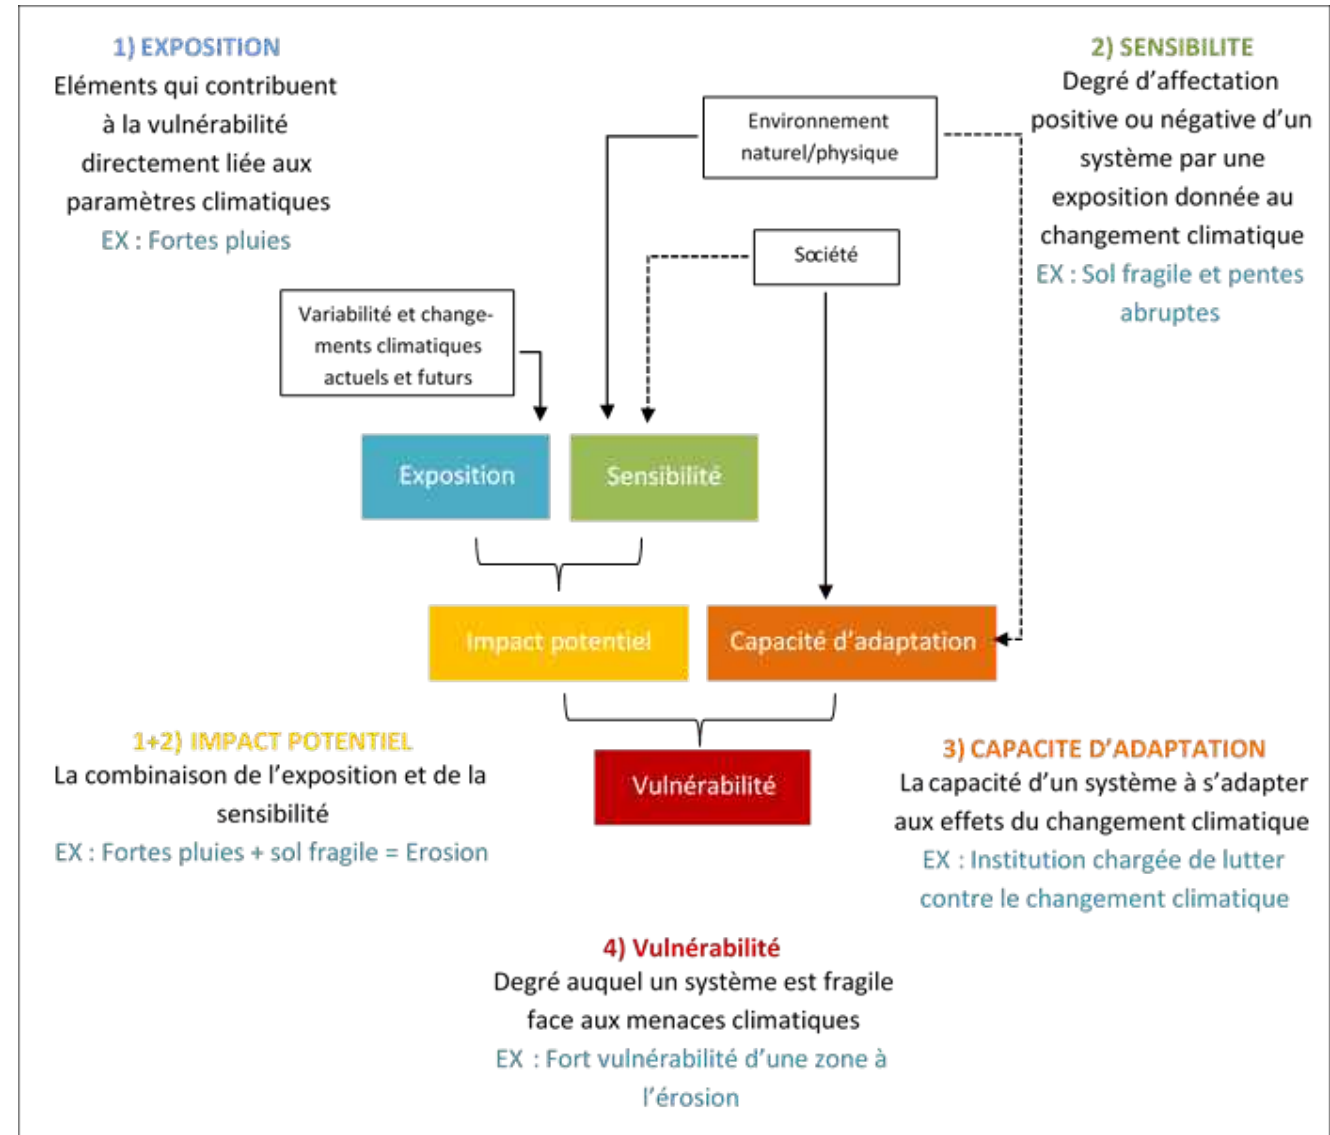 1) EXPOSITION
Eléments qui contribuent
à la vulnérabilité
directement liée aux
paramètres climatiques
EX : Fortes pluies
2) SENSIBILITE
Degré d’affectation
positive ou négative d’un
système par une
exposition donnée au
changement climatique
EX : Sol fragile et pentes
abruptes
Environnement
naturel/physique
Société
Variabilité et change-
ments climatiques
actuels et futurs
Exposition
Sensibilité
Impact potentiel
Capacité d’adaptation
Vulnérabilité
1+2) IMPACT POTENTIEL
La combinaison de l’exposition et de la
sensibilité
EX : Fortes pluies + sol fragile = Erosion
3) CAPACITE D’ADAPTATION
La capacité d’un système à s’adapter
aux effets du changement climatique
EX : Institution chargée de lutter
contre le changement climatique
4) Vulnérabilité
Degré auquel un système est fragile
face aux menaces climatiques
EX : Fort vulnérabilité d’une zone à
l’érosion